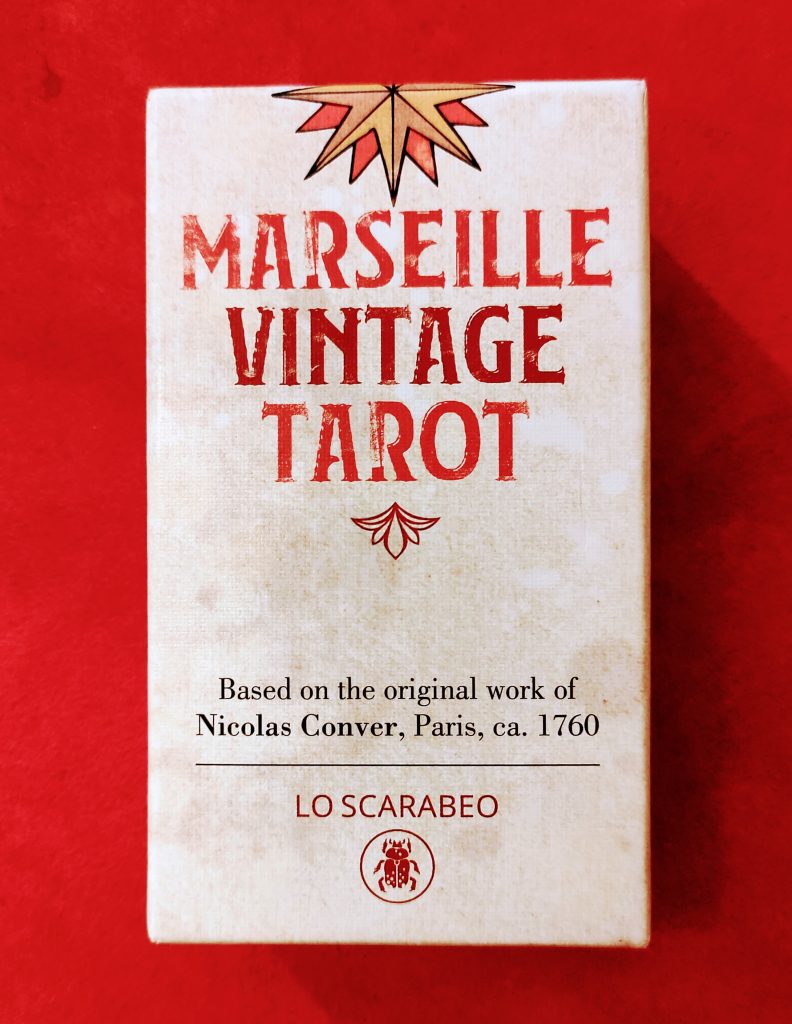 MARSEILLE
VINTAGE
TAROT
Based on the original work of
Nicolas Conver, Paris, ca. 1760
LO SCARABEO